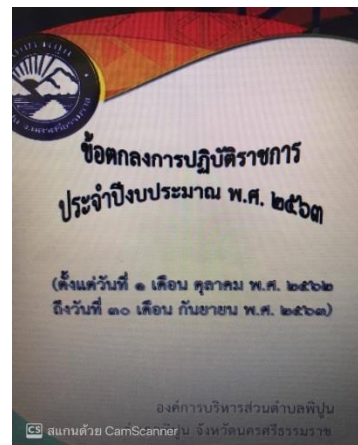 ข้อตกลงการปฏิบัติราชการ
ประจำปีงบประมาณ พ.ศ. ๒๕๖๓
(ตั้งแต่วันที่ ๑ เดือน ตุลาคม พ.ศ. ๒๕๖๒
ถึงวันที่ ๓๐ เดือน กันยายน พ.ศ. ๒๕๖๓)
องค์การบริหารส่วนตำบลพิปูน
พิปูน จังหวัดนครศรีธรรมราช
CS สแกนด้วย CamScanner